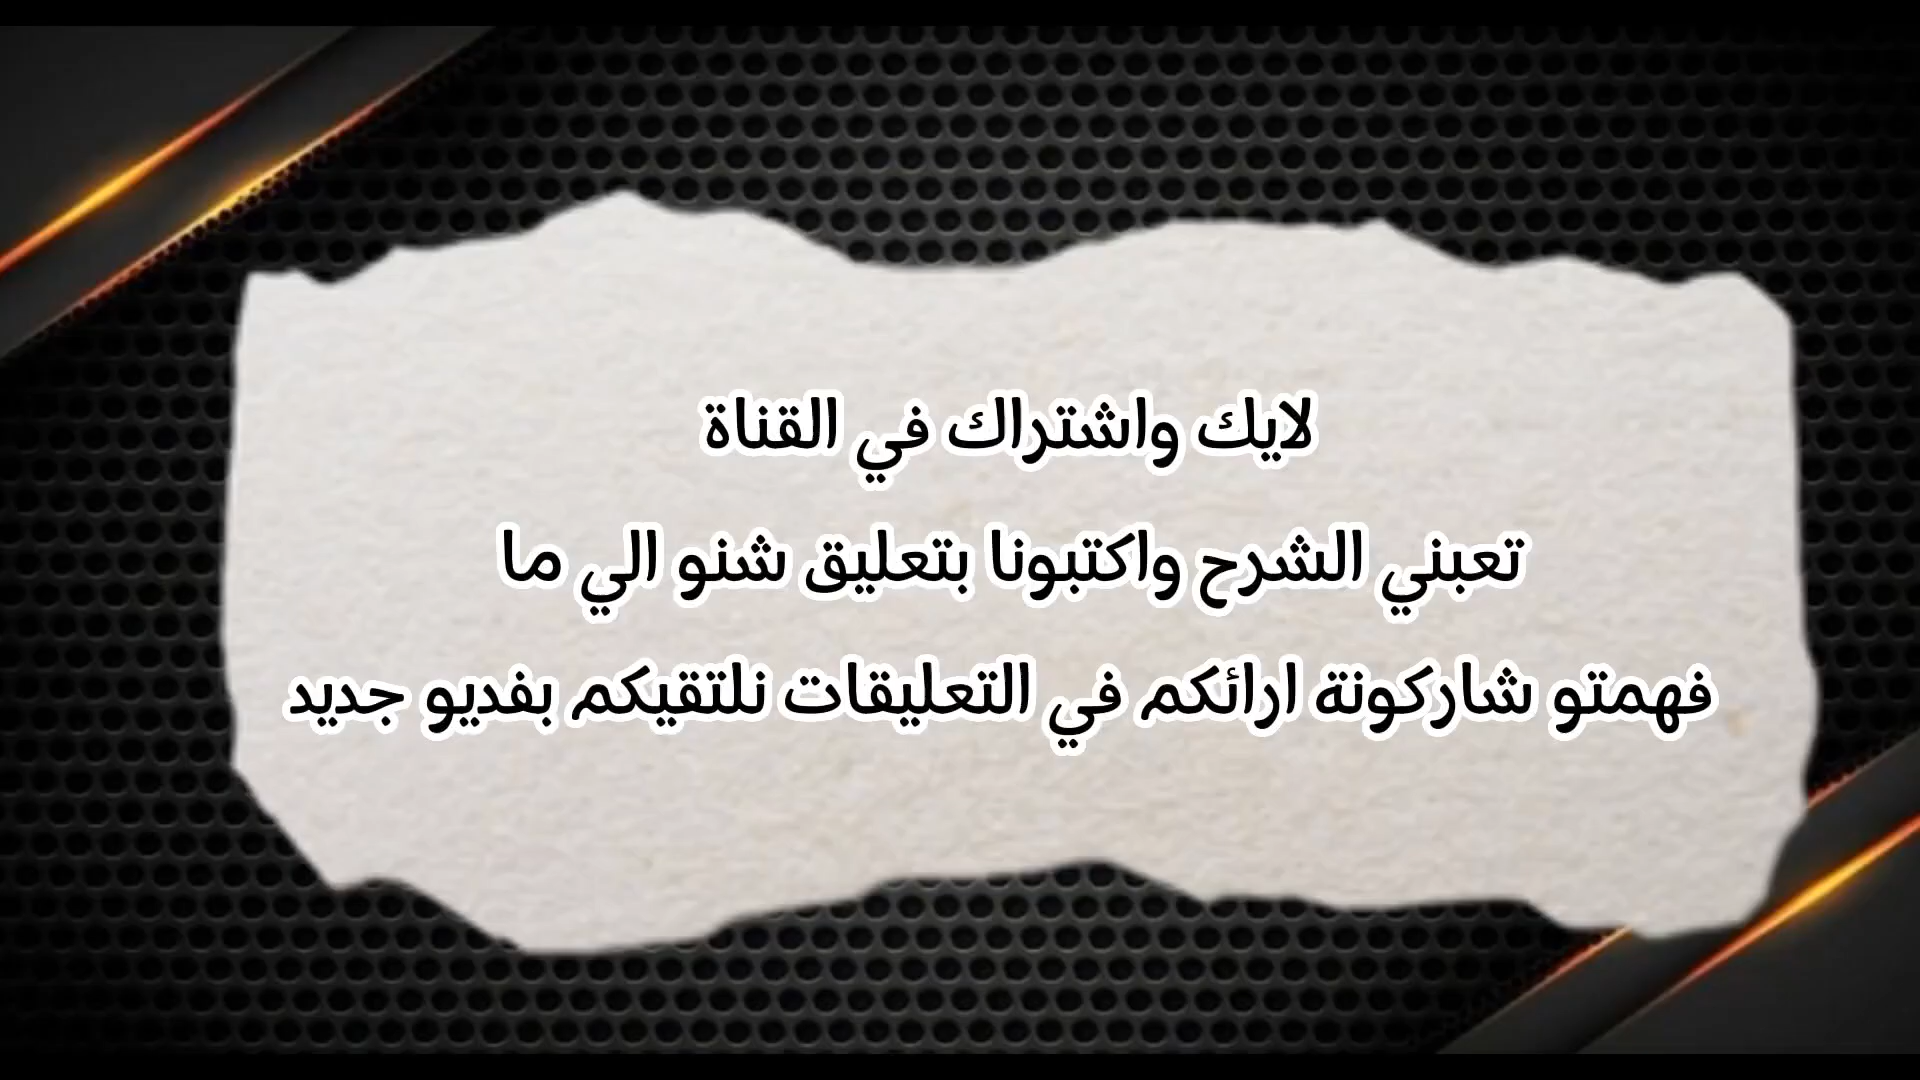 لايك واشتراك في القناة
تعبني الشرح واكتبونا بتعليق شنو الي ما
فهمتو شاركونة ارائكم في التعليقات نلتقيكم بفديو جديد